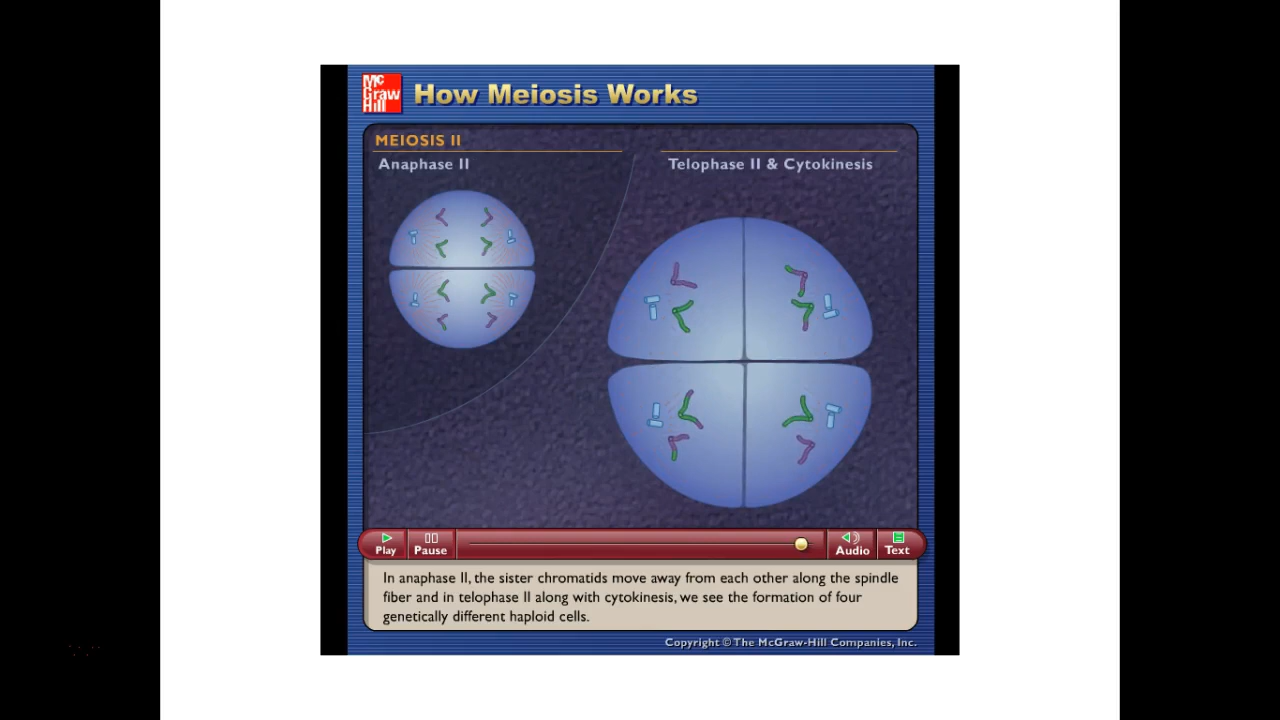 Mc
Graw
Hill
How Meiosis Works
MEIOSIS II
Anaphase II
Telophase II & Cytokinesis
Play
Pause
Audio
Text
In anaphase II, the sister chromatids move away from each other along the spindle
fiber and in telophase II along with cytokinesis, we see the formation of four
genetically different haploid cells.
Copyright © The McGraw-Hill Companies, Inc.